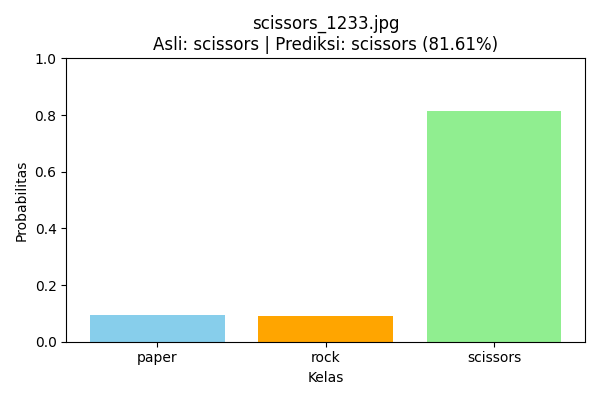 scissors_1233.jpg
Asli: scissors | Prediksi: scissors (81.61%)
1.0
0.8
0.6
0.4
0.2
0.0
Probabilitas
paper
rock
scissors
Kelas